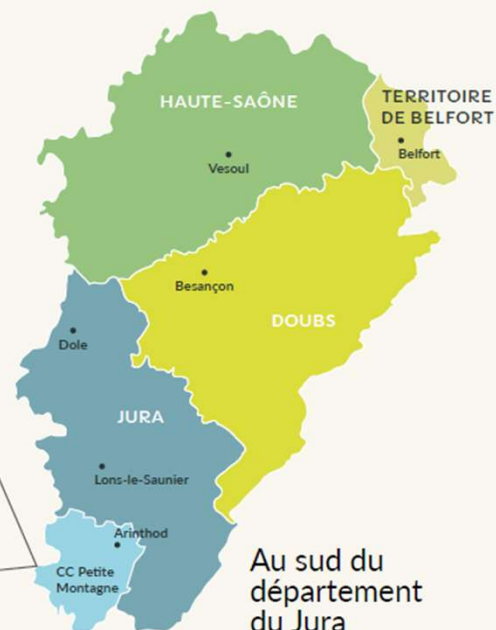 HAUTE-SAÔNE
TERRITOIRE
DE BELFORT
Belfort
Vesoul
Besançon
DOUBS
Dole
JURA
Lons-le-Saunier
Arinthod
CC Petite
Montagne
Au sud du
département
du Jura